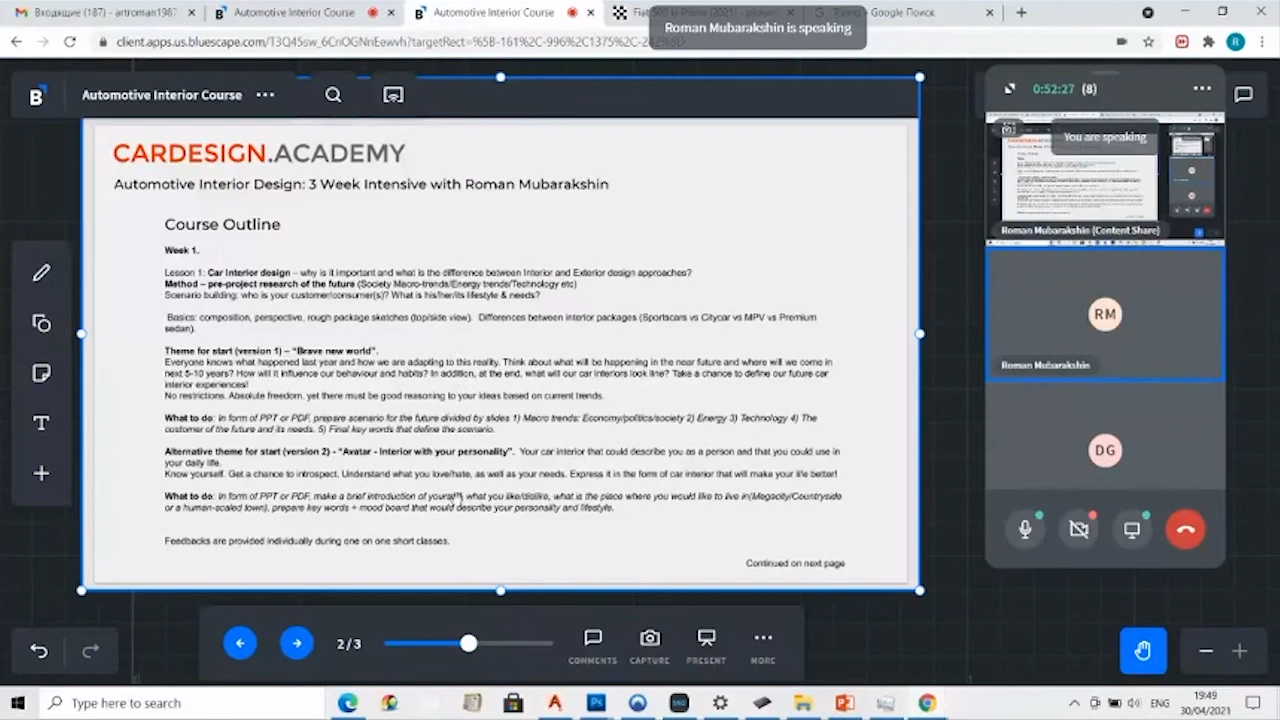 Входящие (187) - artroman1987
Automotive Interior Course
Automotive Interior Course
Google Поиск
Roman Mubarakshin is speaking
client.apps.us.bluescape.com/T3Q45sw_6CnOGNnEewvh?targetRect=%5B-161%2C-996%2C1375%2C-242%5D
R
B
Automotive Interior Course
0:52:27 (8)
CARDESIGN.ACADEMY
Automotive Interior Design: 3 Week Intensive with Roman Mubarakshin
Course Outline
Week 1.
Lesson 1: Car Interior design – why is it important and what is the difference between Interior and Exterior design approaches?
Method – pre-project research of the future (Society Macro-trends/Energy trends/Technology etc)
Scenario building: who is your customer/consumer(s)? What is his/her/its lifestyle & needs?
Basics: composition, perspective, rough package sketches (top/side view). Differences between interior packages (Sportscars vs Citycar vs MPV vs Premium
sedan).
Theme for start (version 1) – “Brave new world”.
Everyone knows what happened last year and how we are adapting to this reality. Think about what will be happening in the near future and where will we come in
next 5-10 years? How will it influence our behaviour and habits? In addition, at the end, what will our car interiors look line? Take a chance to define our future car
interior experiences!
No restrictions. Absolute freedom, yet there must be good reasoning to your ideas based on current trends.
What to do: In form of PPT or PDF, prepare scenario for the future divided by slides 1) Macro trends: Economy/politics/society 2) Energy 3) Technology 4) The
customer of the future and its needs. 5) Final key words that define the scenario.
Alternative theme for start (version 2) - “Avatar - Interior with your personality”. Your car interior that could describe you as a person and that you could use in
your daily life.
Know yourself. Get a chance to introspect. Understand what you love/hate, as well as your needs. Express it in the form of car interior that will make your life better!
What to do: In form of PPT or PDF, make a brief introduction of yourself, what you like/dislike, what is the place where you would like to live in(Megacity/Countryside
or a human-scaled town), prepare key words + mood board that would describe your personality and lifestyle.
Feedbacks are provided individually during one on one short classes.
Continued on next page
You are speaking
Roman Mubarakshin (Content Share)
RM
Roman Mubarakshin
DG
2/3
COMMENTS
CAPTURE
PRESENT
MORE
Type here to search
ENG
19:49
30/04/2021